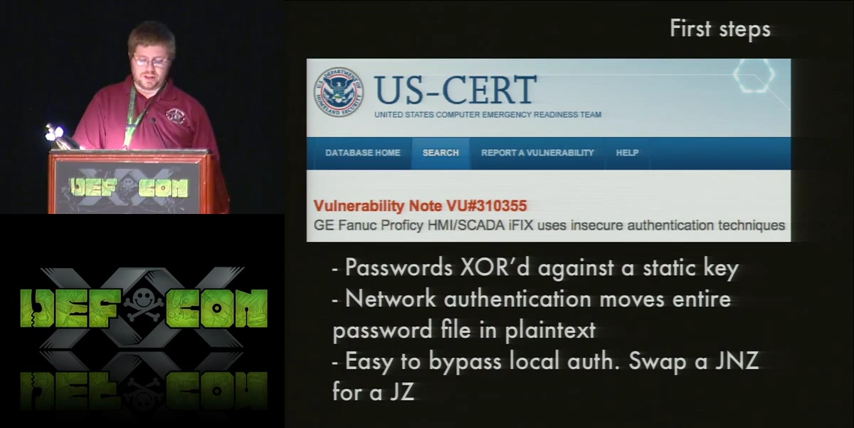 First steps
US-CERT
UNITED STATES COMPUTER EMERGENCY READINESS TEAM
DATABASE HOME
SEARCH
REPORT A VULNERABILITY
HELP
Vulnerability Note VU#310355
GE Fanuc Proficy HMI/SCADA iFIX uses insecure authentication techniques
- Passwords XOR'd against a static key
- Network authentication moves entire
password file in plaintext
- Easy to bypass local auth. Swap a JNZ
for a JZ
DEF CON
DEF CON
XX